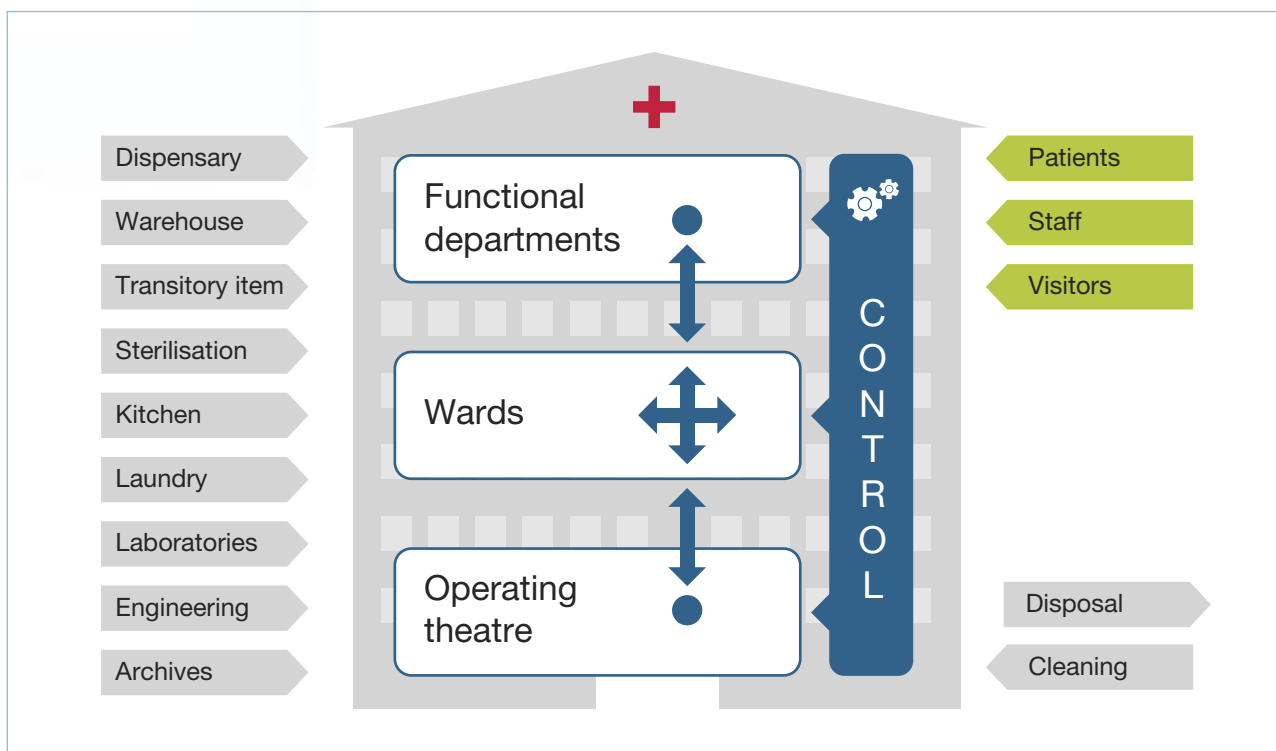 Dispensary
Warehouse
Transitory item
Sterilisation
Kitchen
Laundry
Laboratories
Engineering
Archives
Functional
departments
Wards
Operating
theatre
CONTROL
Patients
Staff
Visitors
Disposal
Cleaning